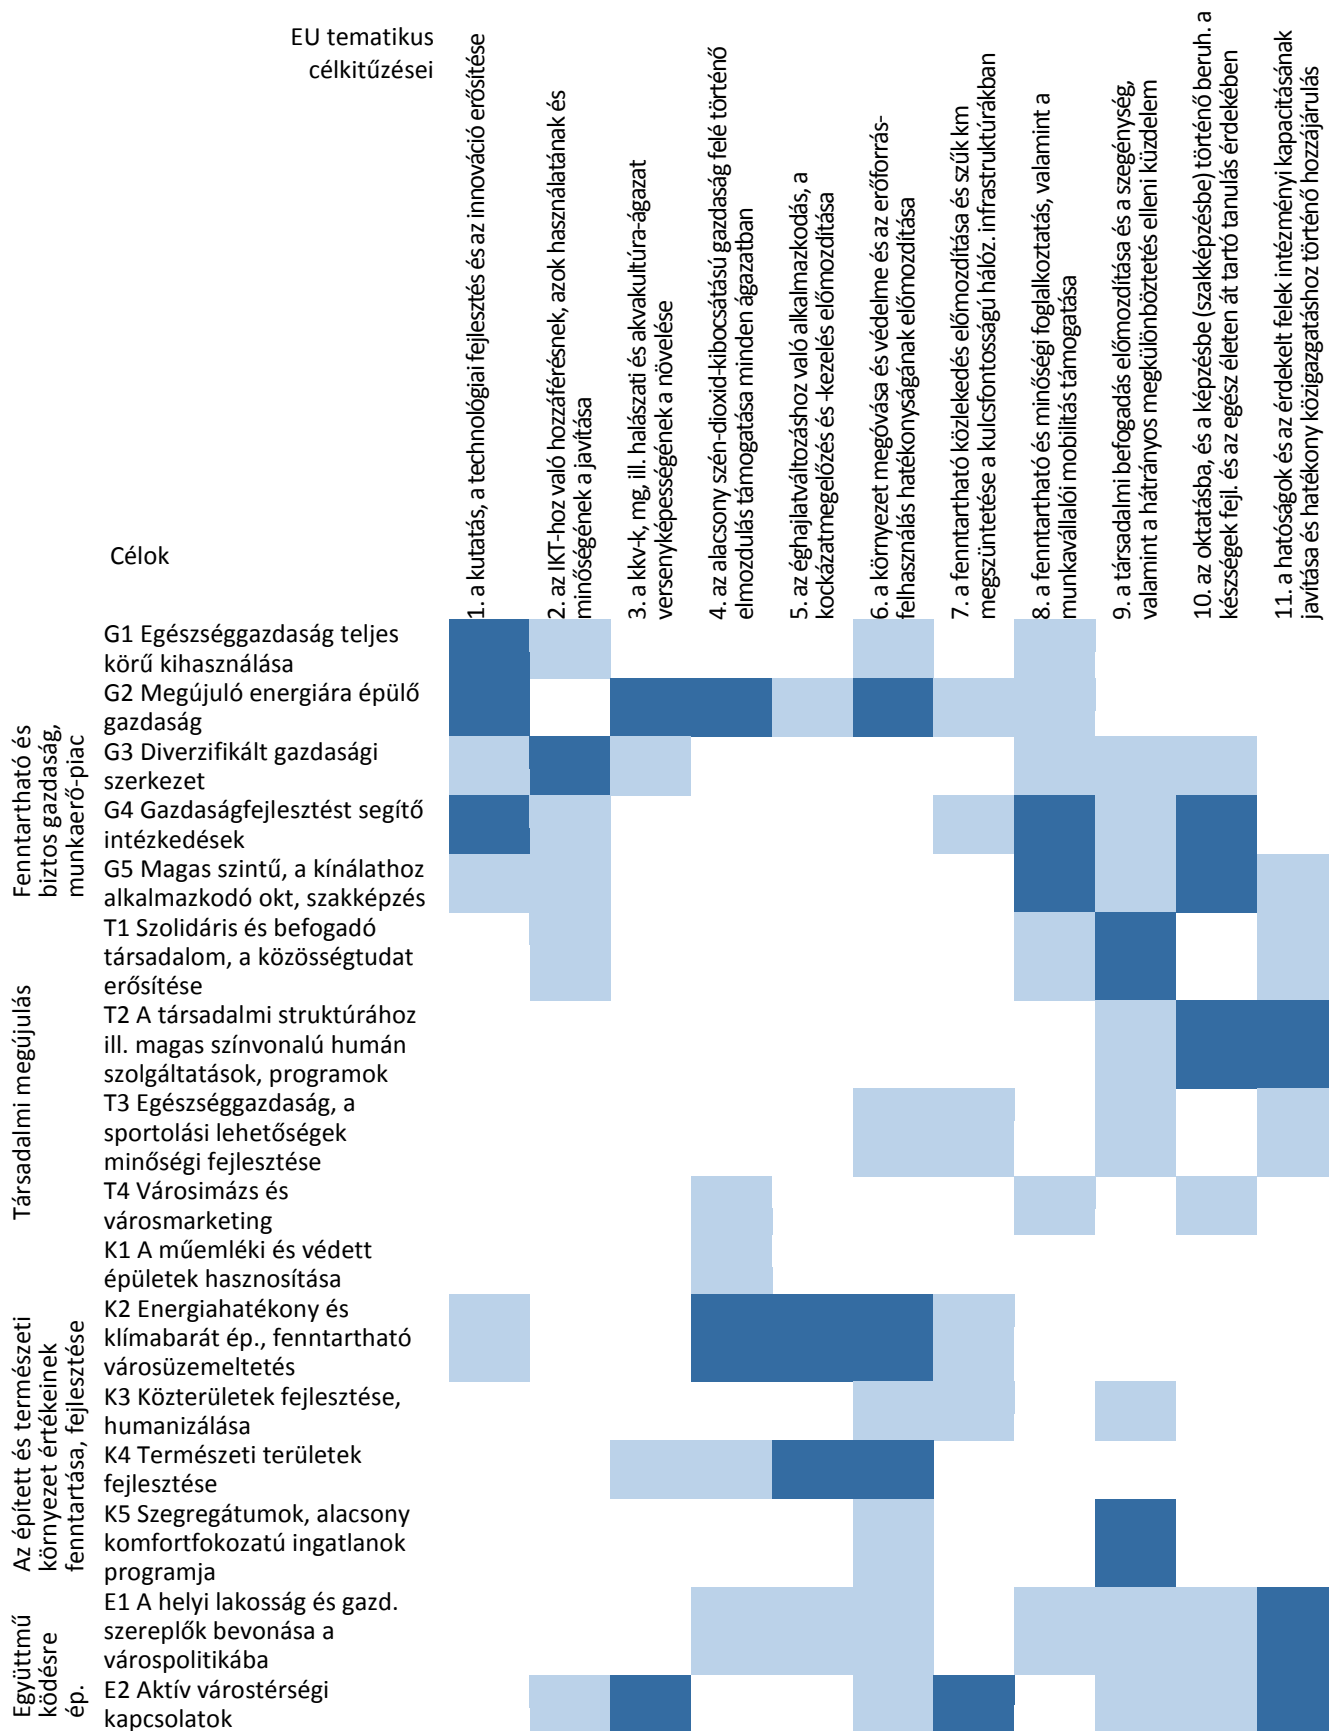 EU tematikus
célkitűzései
1. a kutatás, a technológiai fejlesztés és az innováció erősítése
2. az IKT-hoz való hozzáférésnek, azok használatának és
minőségének a javítása
3. a kkv-k, mg, ill. halászati és akvakultúra-ágazat
versenyképességének a növelése
4. az alacsony szén-dioxid-kibocsátású gazdaság felé történő
elmozdulás támogatása minden ágazatban
5. az éghajlatváltozáshoz való alkalmazkodás, a
kockázatmegelőzés és -kezelés előmozdítása
6. a környezet megóvása és védelme és az erőforrás-
felhasználás hatékonyságának előmozdítása
7. a fenntartható közlekedés előmozdítása és szűk km
megszüntetése a kulcsfontosságú hálóz. infrastruktúrákban
8. a fenntartható és minőségi foglalkoztatás, valamint a
munkavállalói mobilitás támogatása
9. a társadalmi befogadás előmozdítása és a szegénység,
valamint a hátrányos megkülönböztetés elleni küzdelem
10. az oktatásba, és a képzésbe (szakképzésbe) történő beruh. a
készségek fejl. és az egész életen át tartó tanulás érdekében
11. a hatóságok és az érdekelt felek intézményi kapacitásának
javítása és hatékony közigazgatáshoz történő hozzájárulás
Célok
Fenntartható és
biztos gazdaság,
munkaerő-piac
G1 Egészséggazdaság teljes
körű kihasználása
G2 Megújuló energiára épülő
gazdaság
G3 Diverzifikált gazdasági
szerkezet
G4 Gazdaságfejlesztést segítő
intézkedések
G5 Magas szintű, a kínálathoz
alkalmazkodó okt, szakképzés
Társadalmi megújulás
T1 Szolidáris és befogadó
társadalom, a közösségtudat
erősítése
T2 A társadalmi struktúrához
ill. magas színvonalú humán
szolgáltatások, programok
T3 Egészséggazdaság, a
sportolási lehetőségek
minőségi fejlesztése
T4 Városimázs és
városmarketing
Az épített és természeti
környezet értékeinek
fenntartása, fejlesztése
K1 A műemléki és védett
épületek hasznosítása
K2 Energiahatékony és
klímabarát ép., fenntartható
városüzemeltetés
K3 Közterületek fejlesztése,
humanizálása
K4 Természeti területek
fejlesztése
K5 Szegregátumok, alacsony
komfortfokozatú ingatlanok
programja
Együttmű
ködésre
ép.
E1 A helyi lakosság és gazd.
szereplők bevonása a
várospolitikába
E2 Aktív várostérségi
kapcsolatok